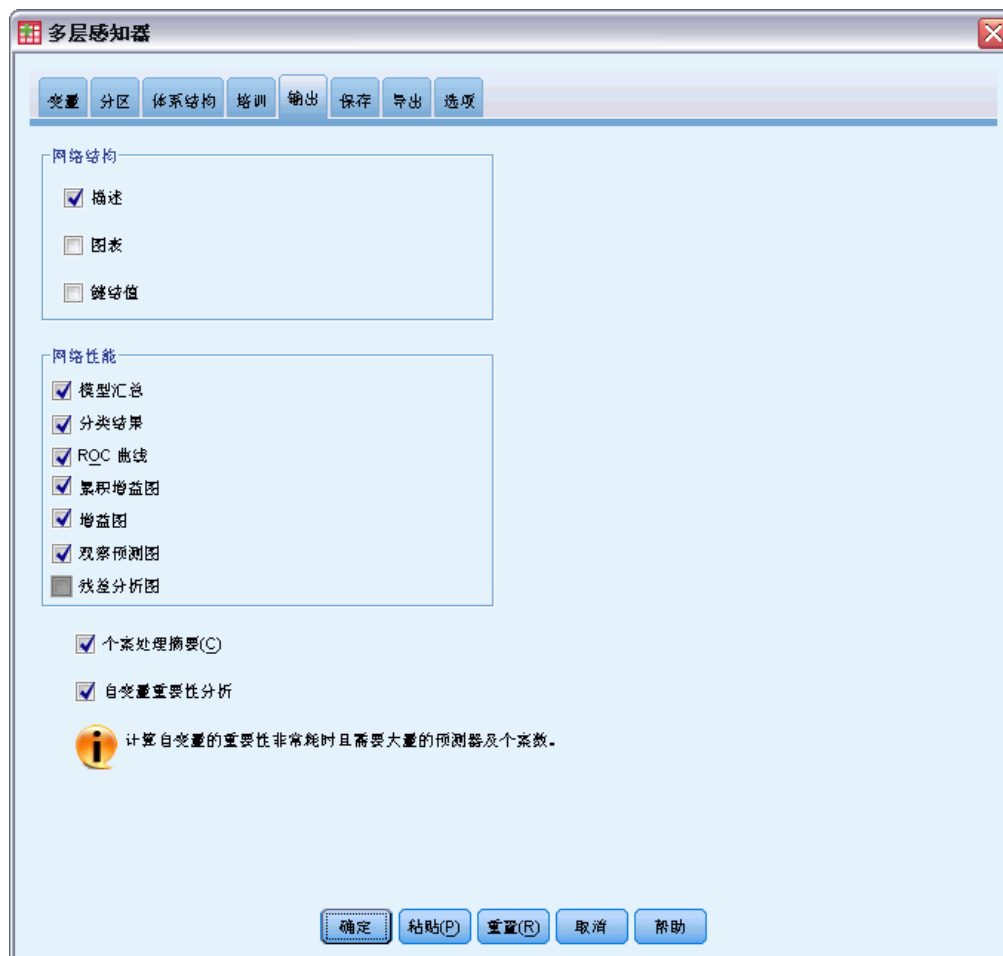 多层感知器
变量 分区 体系结构 培训 输出 保存 导出 选项
网络结构
描述
图表
键结值
网络性能
模型汇总
分类结果
ROC 曲线
累积增益图
增益图
观察预测图
残差分析图
个案处理摘要(C)
自变量重要性分析
计算自变量的重要性非常耗时且需要大量的预测器及个案数。
确定 粘贴(P) 重置(R) 取消 帮助